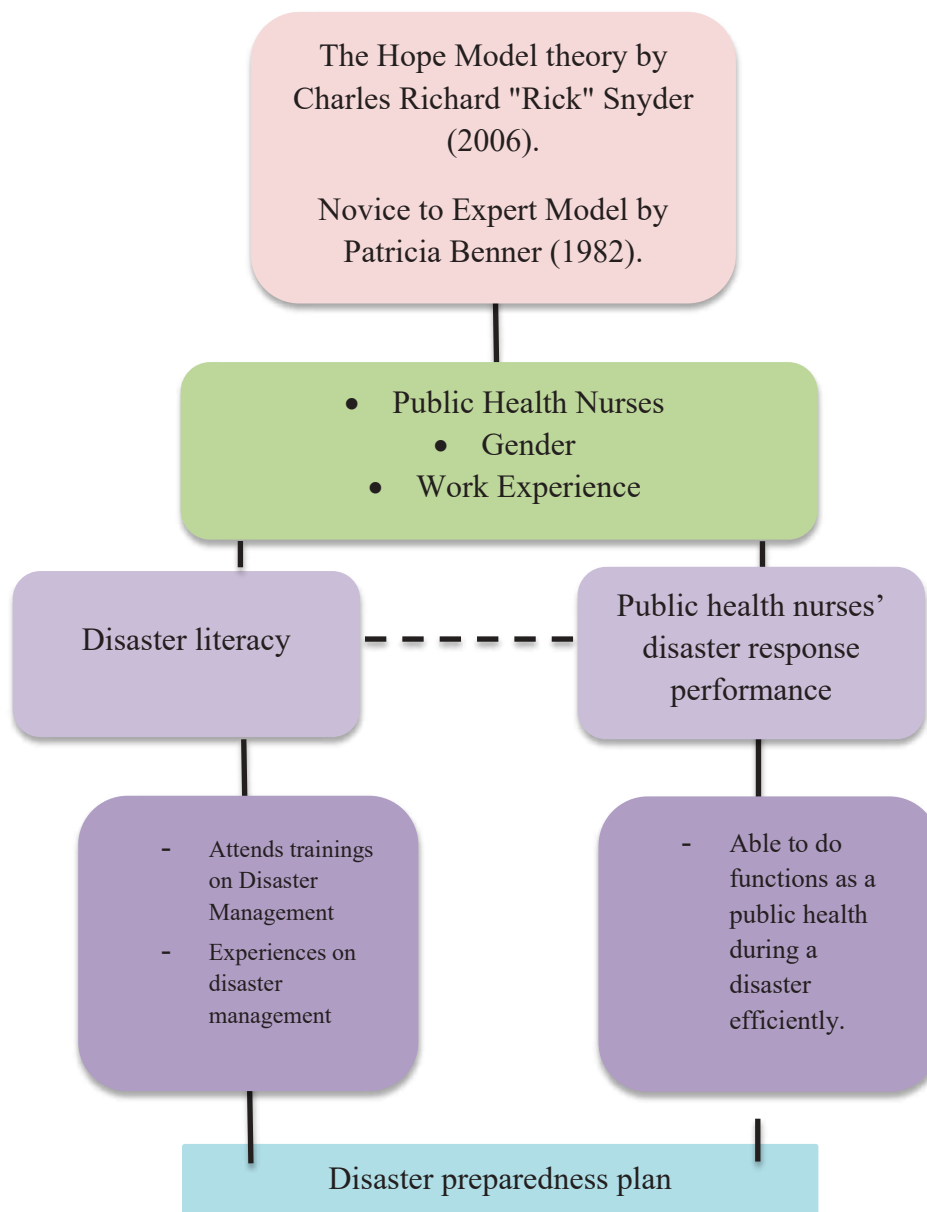 The Hope Model theory by
Charles Richard "Rick" Snyder
(2006).
Novice to Expert Model by
Patricia Benner (1982).
• Public Health Nurses
• Gender
• Work Experience
Disaster literacy
Public health nurses’
disaster response
performance
- Attends trainings
on Disaster
Management
- Experiences on
disaster
management
- Able to do
functions as a
public health
during a
disaster
efficiently.
Disaster preparedness plan